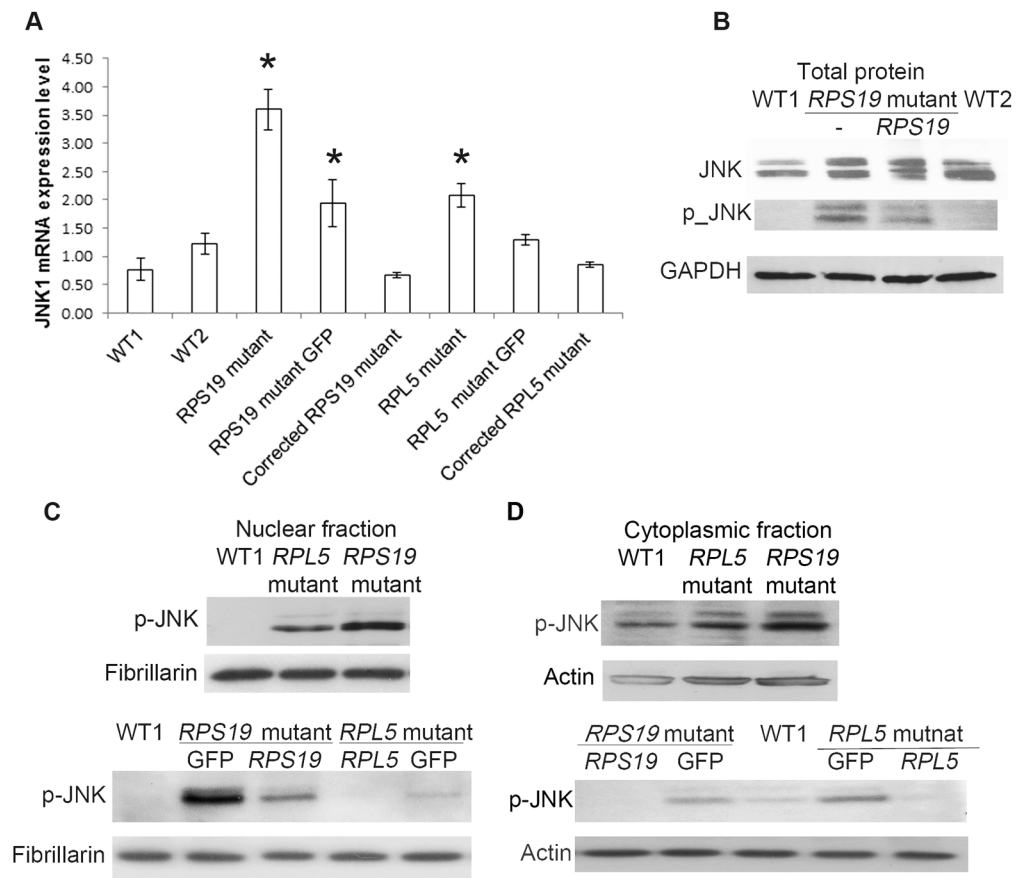 A
JNK1 mRNA expression level
4.50
4.00
3.50
3.00
2.50
2.00
1.50
1.00
0.50
0.00
*
*
*
WT1
WT2
RPS19 mutant
RPS19 mutant GFP
Corrected RPS19 mutant
RPL5 mutant
RPL5 mutant GFP
Corrected RPL5 mutant
B
Total protein
WT1 RPS19 mutant WT2
- RPS19
JNK
p_JNK
GAPDH
C
Nuclear fraction
WT1 RPL5 RPS19
mutant mutant
p-JNK
Fibrillarin
WT1 RPS19 mutant RPL5 mutant
GFP RPS19 RPL5 GFP
p-JNK
Fibrillarin
D
Cytoplasmic fraction
WT1 RPL5 RPS19
mutant mutant
p-JNK
Actin
RPS19 mutant WT1 RPL5 mutnat
RPS19 GFP GFP RPL5
p-JNK
Actin